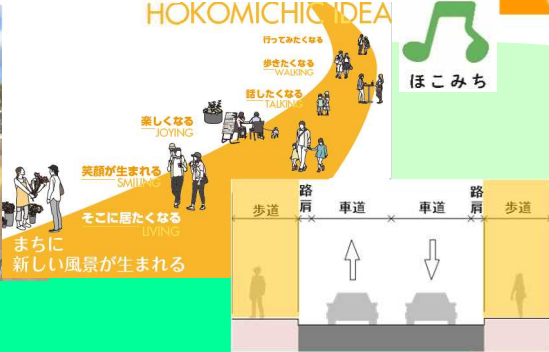 HOKOMICHIO IDEA
行ってみたくなる
歩きたくなる
WALKING
話したくなる
TALKING
楽しくなる
JOYING
笑顔が生まれる
SMILING
そこに居たくなる
LIVING
まちに
新しい風景が生まれる
ほこみち
歩道
路肩
車道
車道
路肩
歩道